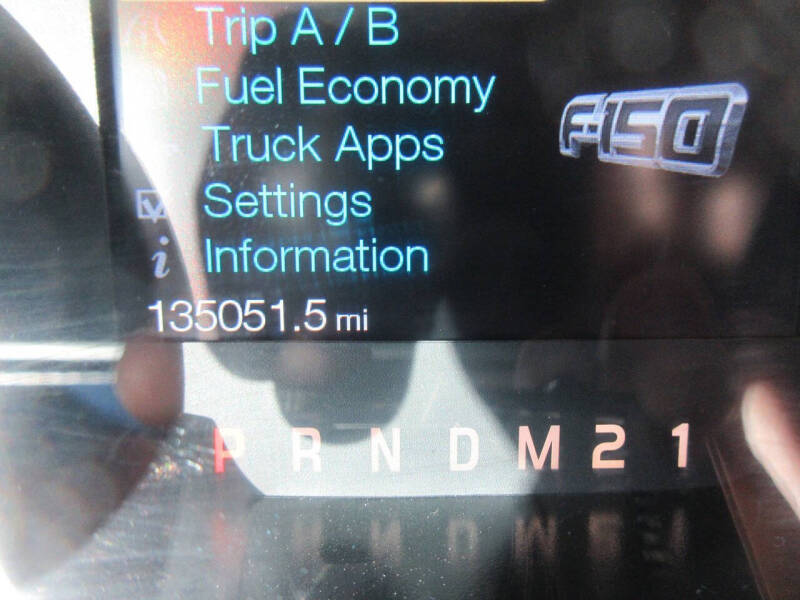 Trip A / B
Fuel Economy
F-150
Truck Apps
Settings
i Information
135051.5 mi
P R N D M 2 1